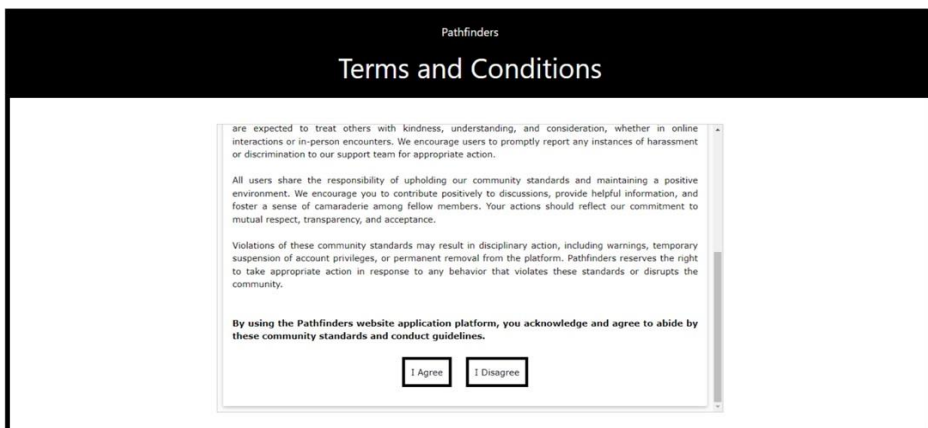 Pathfinders
Terms and Conditions
are expected to treat others with kindness, understanding, and consideration, whether in online
interactions or in-person encounters. We encourage users to promptly report any instances of harassment
or discrimination to our support team for appropriate action.
All users share the responsibility of upholding our community standards and maintaining a positive
environment. We encourage you to contribute positively to discussions, provide helpful information, and
foster a sense of camaraderie among fellow members. Your actions should reflect our commitment to
mutual respect, transparency, and acceptance.
Violations of these community standards may result in disciplinary action, including warnings, temporary
suspension of account privileges, or permanent removal from the platform. Pathfinders reserves the right
to take appropriate action in response to any behavior that violates these standards or disrupts the
community.
By using the Pathfinders website application platform, you acknowledge and agree to abide by
these community standards and conduct guidelines.
I Agree I Disagree